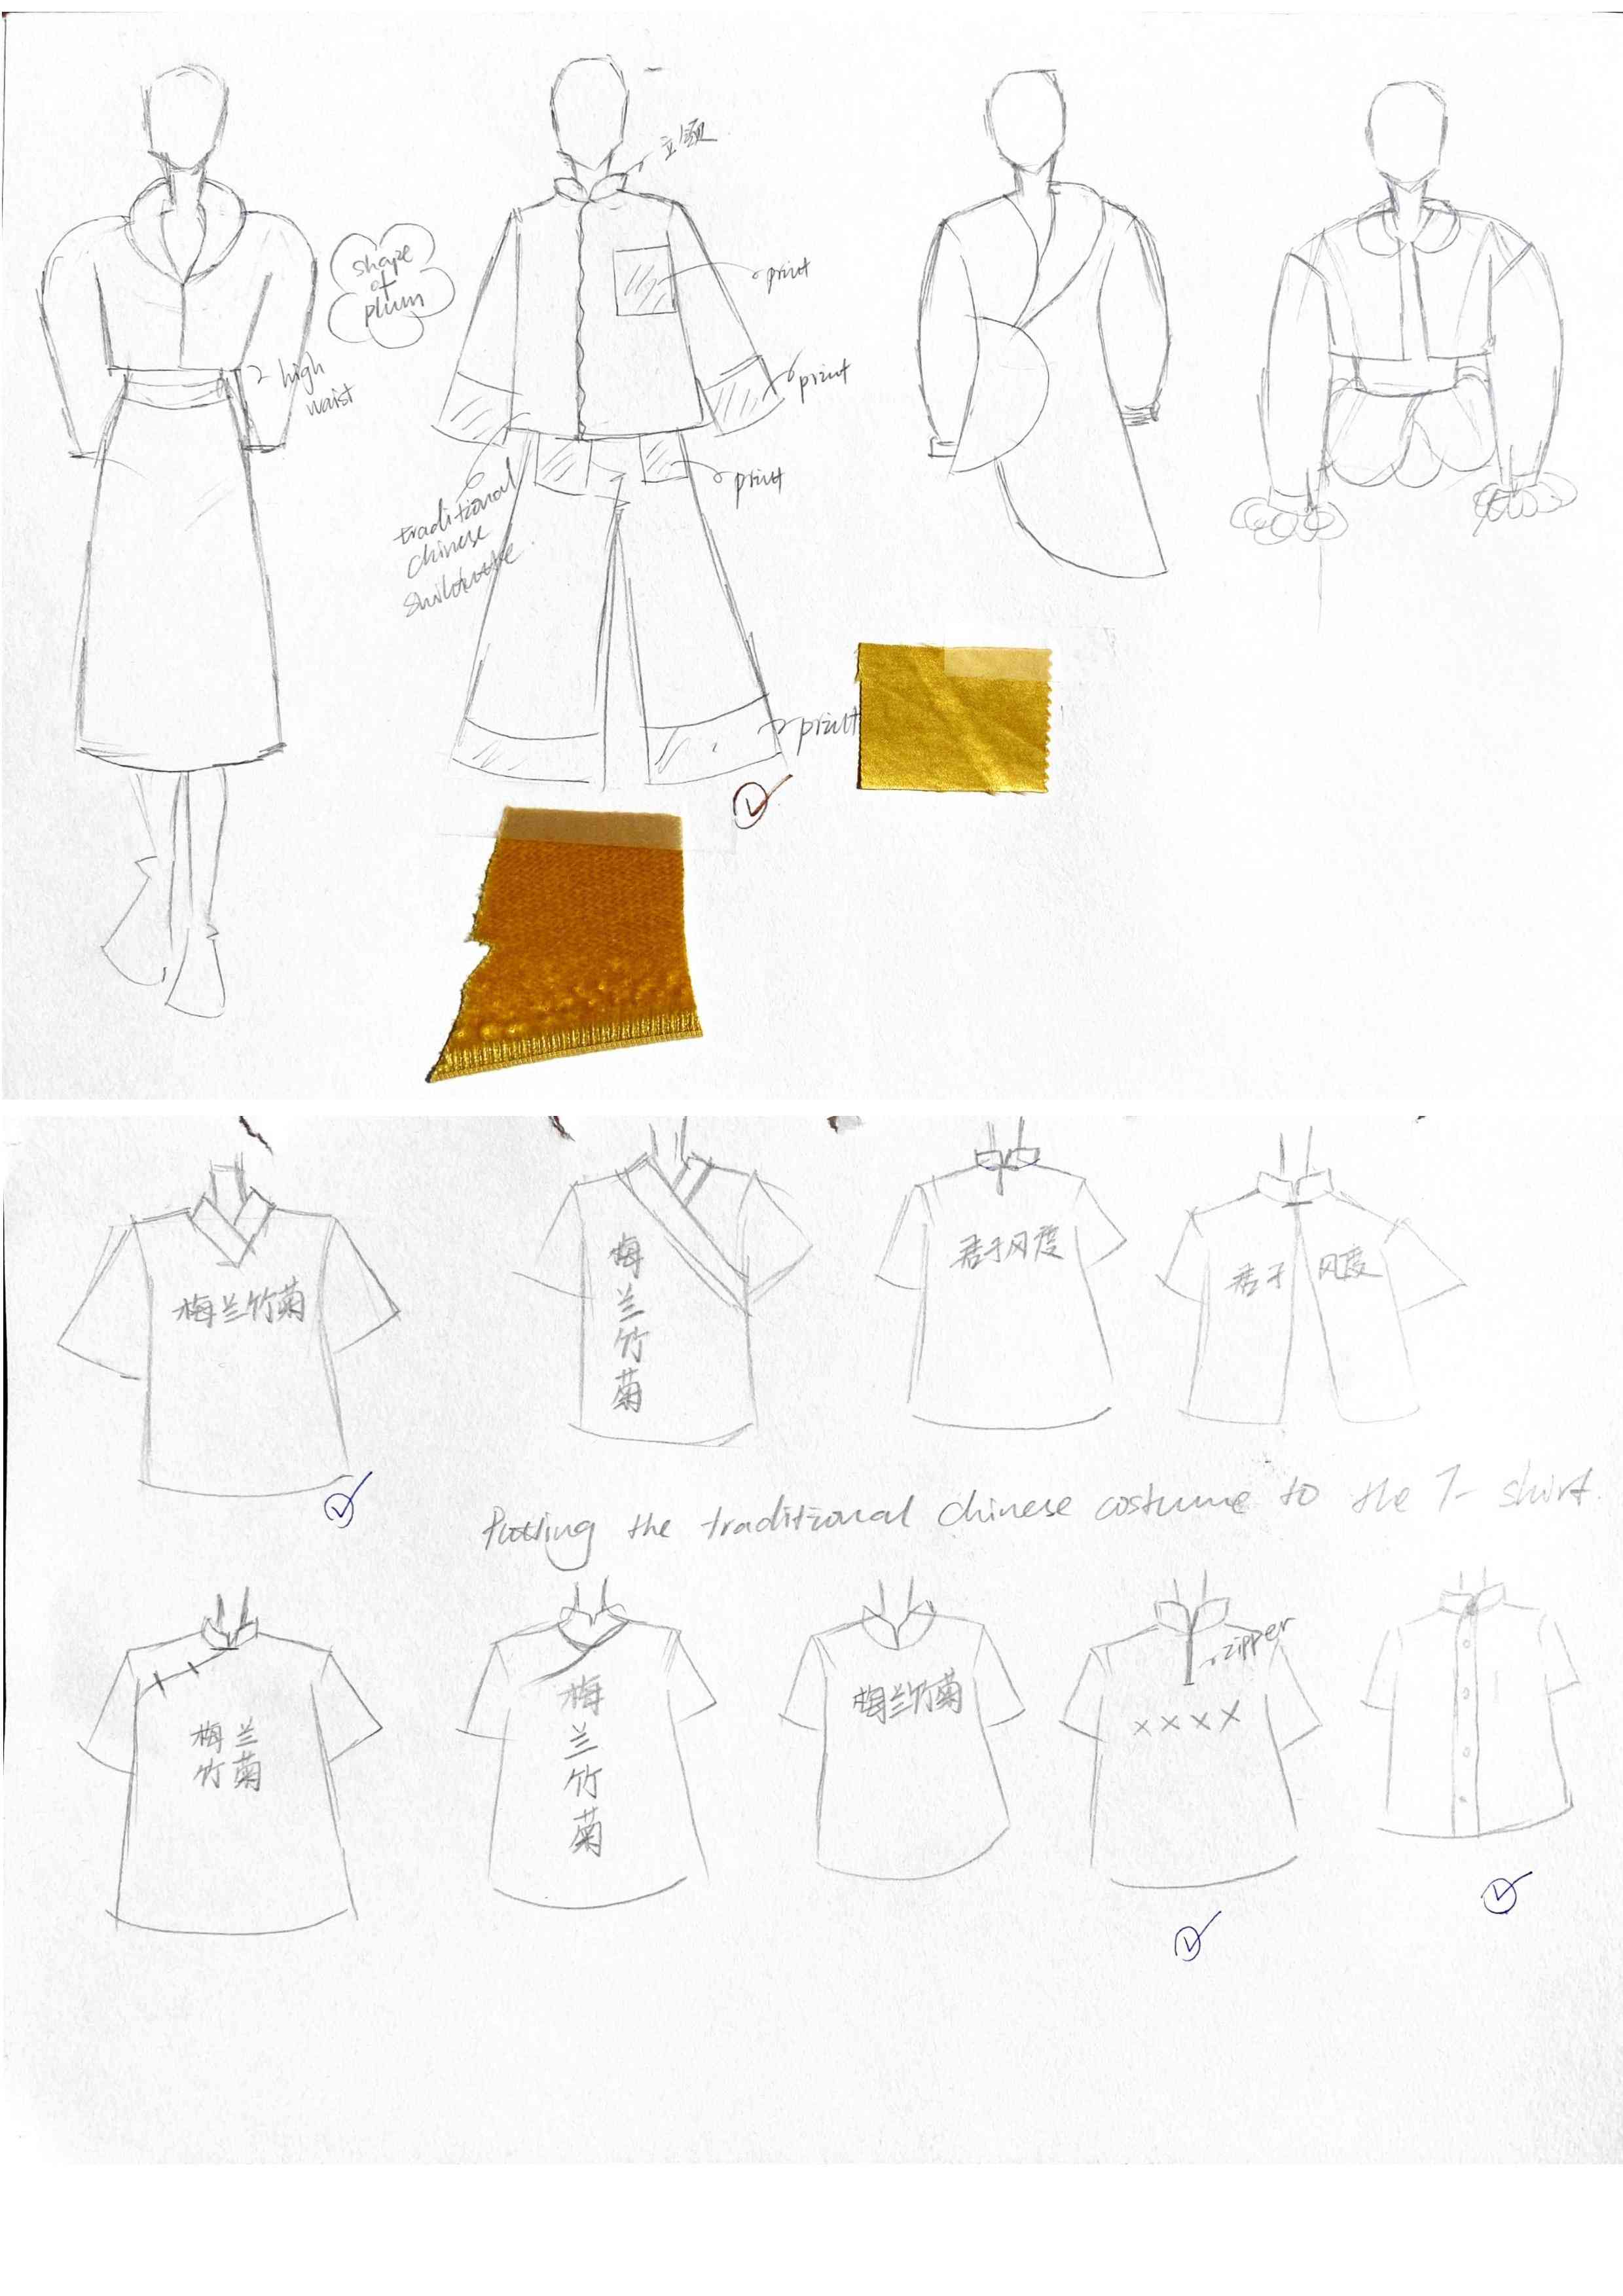 立领
shape
of
plum
print
2 high
waist
print
print
traditional
chinese
shilouttle
print
梅兰竹菊
梅
兰
竹
菊
君子风度
君子 风度
Putting the traditional chinese costume to the T-shirt.
梅兰
竹菊
梅
兰
竹
菊
梅兰竹菊
zipper
××××